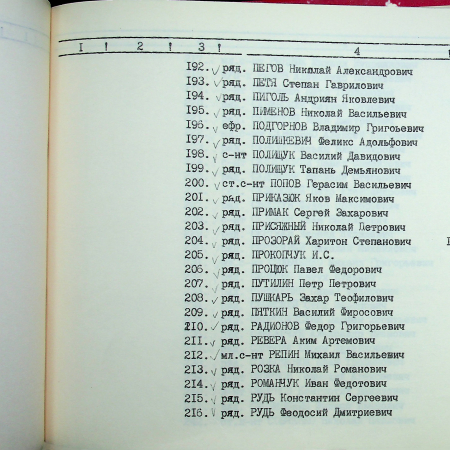 I ! 2 ! 3 ! 4
I92. ряд. ПЕГОВ Николай Александрович
I93. ряд. ПЕТЯ Степан Гаврилович
I94. ряд. ПИГОЛЬ Андриян Яковлевич
I95. ряд. ПИМЕНОВ Николай Васильевич
I96. ефр. ПОДГОРНОВ Владимир Григорьевич
I97. ряд. ПОЛИШКЕВИЧ Феликс Адольфович
I98. с-нт ПОЛИЩУК Василий Давидович
I99. ряд. ПОЛИЩУК Тапань Демьянович
200. ст.с-нт ПОПОВ Герасим Васильевич
20I. ряд. ПРИКАЗЮК Яков Максимович
202. ряд. ПРИМАК Сергей Захарович
203. ряд. ПРИСЯЖНЫЙ Николай Петрович
204. ряд. ПРОЗОРАЙ Харитон Степанович
205. ряд. ПРОКОПЧУК И.С.
206. ряд. ПРОЦЮК Павел Федорович
207. ряд. ПУТИЛИН Петр Петрович
208. ряд. ПУШКАРЬ Захар Теофилович
209. ряд. ПЯТКИН Василий Фиросович
2I0. ряд. РАДИОНОВ Федор Григорьевич
2II. ряд. РЕВЕРА Аким Артемович
2I2. мл.с-нт РЕПИН Михаил Васильевич
2I3. ряд. РОЗКА Николай Романович
2I4. ряд. РОМАНЧУК Иван Федотович
2I5. ряд. РУДЬ Константин Сергеевич
2I6. ряд. РУДЬ Феодосий Дмитриевич